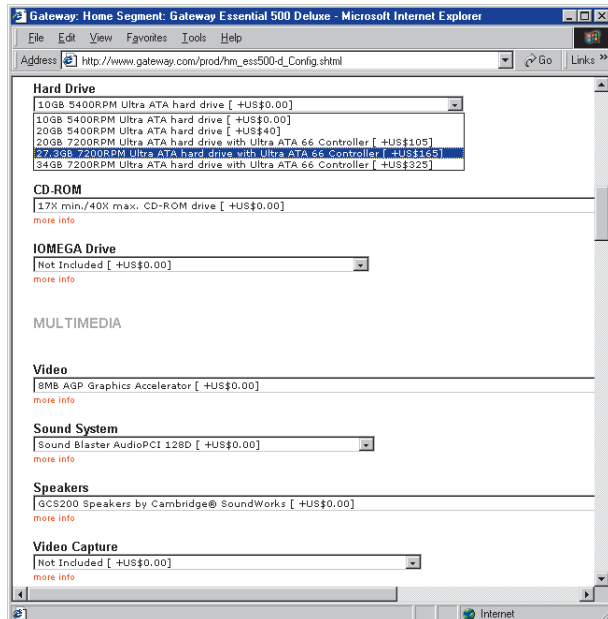 Gateway: Home Segment: Gateway Essential 500 Deluxe - Microsoft Internet Explorer
File Edit View Favorites Tools Help
Address http://www.gateway.com/prod/hm_ess500-d_Config.shtml Go Links »
Hard Drive
10GB 5400RPM Ultra ATA hard drive [ +US$0.00]
10GB 5400RPM Ultra ATA hard drive [ +US$0.00]
20GB 5400RPM Ultra ATA hard drive [ +US$40]
20GB 7200RPM Ultra ATA hard drive with Ultra ATA 66 Controller [ +US$105]
27.3GB 7200RPM Ultra ATA hard drive with Ultra ATA 66 Controller [ +US$165]
34GB 7200RPM Ultra ATA hard drive with Ultra ATA 66 Controller [ +US$325]
CD-ROM
17X min./40X max. CD-ROM drive [ +US$0.00]
more info
IOMEGA Drive
Not Included [ +US$0.00]
more info
MULTIMEDIA
Video
8MB AGP Graphics Accelerator [ +US$0.00]
more info
Sound System
Sound Blaster AudioPCI 128D [ +US$0.00]
more info
Speakers
GCS200 Speakers by Cambridge® SoundWorks [ +US$0.00]
more info
Video Capture
Not Included [ +US$0.00]
more info
Internet